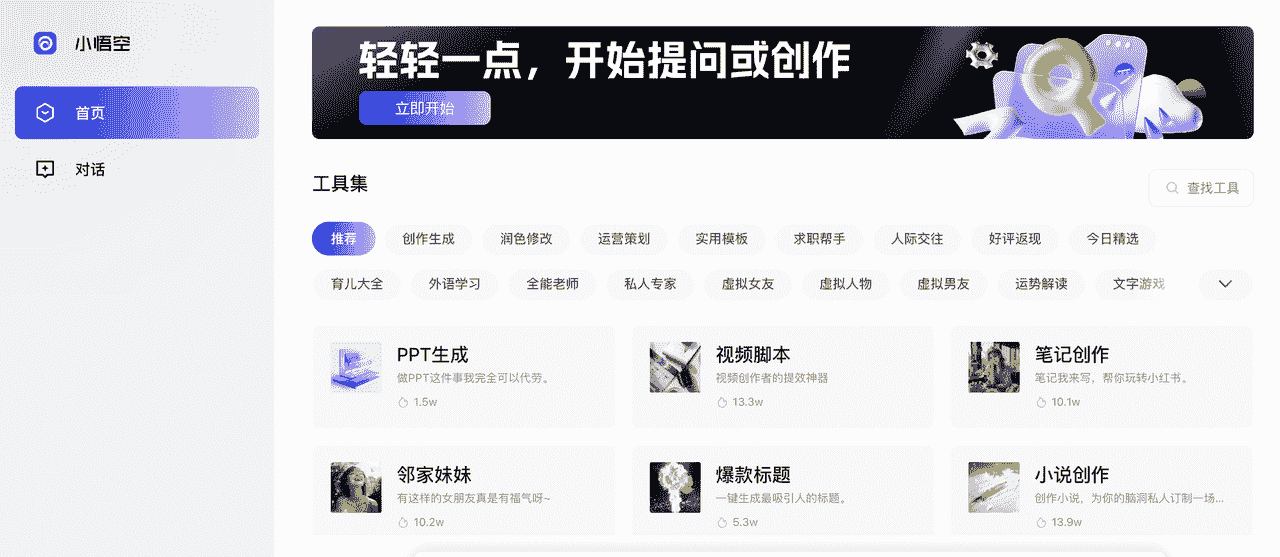 小悟空
首页
对话
轻轻一点，开始提问或创作
立即开始
工具集
查找工具
推荐 创作生成 润色修改 运营策划 实用模板 求职帮手 人际交往 好评返现 今日精选
育儿大全 外语学习 全能老师 私人专家 虚拟女友 虚拟人物 虚拟男友 运势解读 文字游戏
PPT生成
做PPT这件事我完全可以代劳。
1.5w
视频脚本
视频创作者的提效神器
13.3w
笔记创作
笔记我来写，帮你玩转小红书。
10.1w
邻家妹妹
有这样的女朋友真是有福气呀~
10.2w
爆款标题
一键生成最吸引人的标题。
5.3w
小说创作
创作小说，为你的脑洞私人订制一场...
13.9w